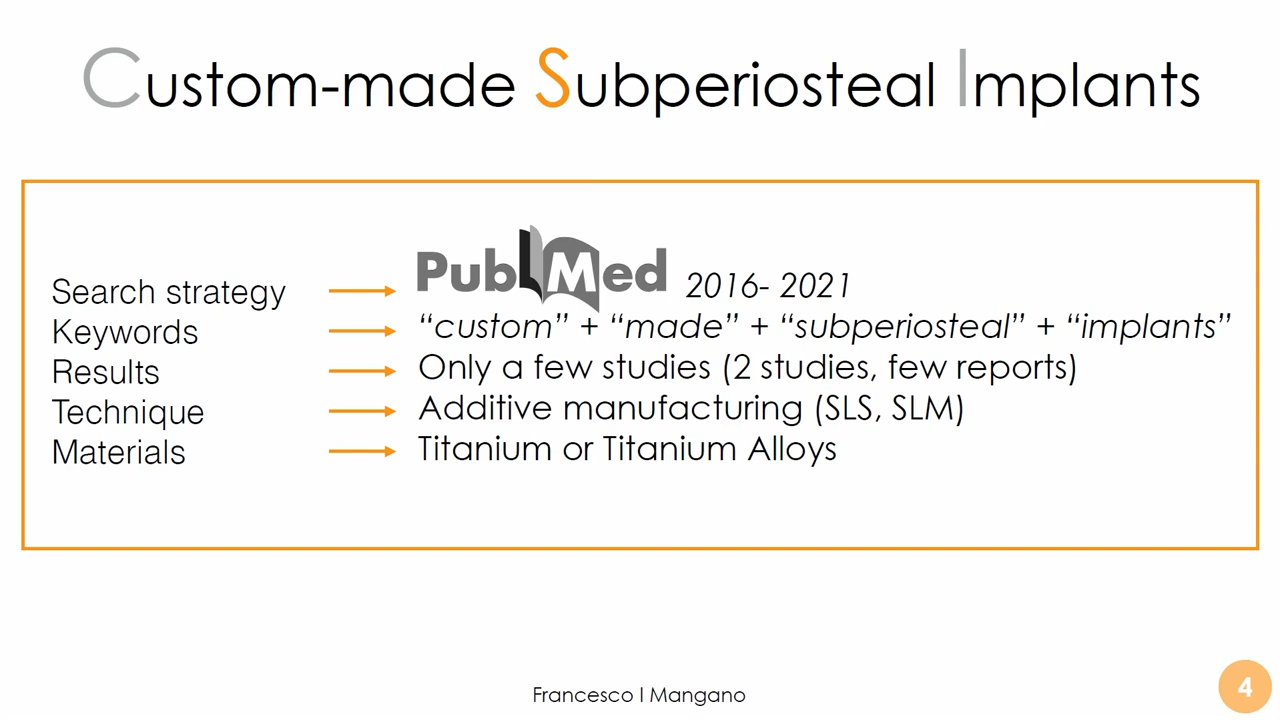 Custom-made Subperiosteal Implants
Search strategy PubMed 2016- 2021
Keywords “custom” + “made” + “subperiosteal” + “implants”
Results Only a few studies (2 studies, few reports)
Technique Additive manufacturing (SLS, SLM)
Materials Titanium or Titanium Alloys
Francesco I Mangano
4